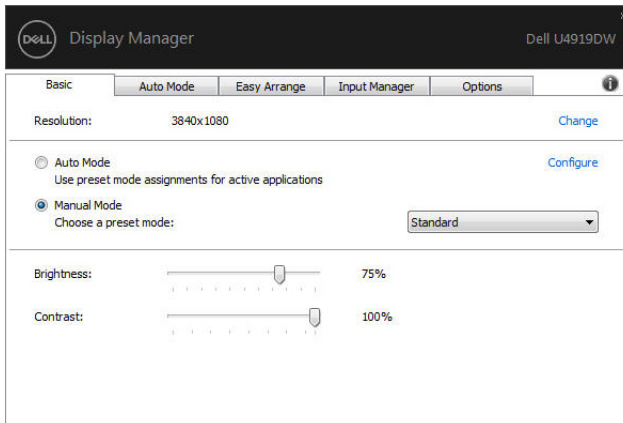 DELL Display Manager Dell U4919DW
Basic Auto Mode Easy Arrange Input Manager Options
Resolution: 3840x1080 Change
Auto Mode Configure
Use preset mode assignments for active applications
Manual Mode
Choose a preset mode: Standard
Brightness: 75%
Contrast: 100%